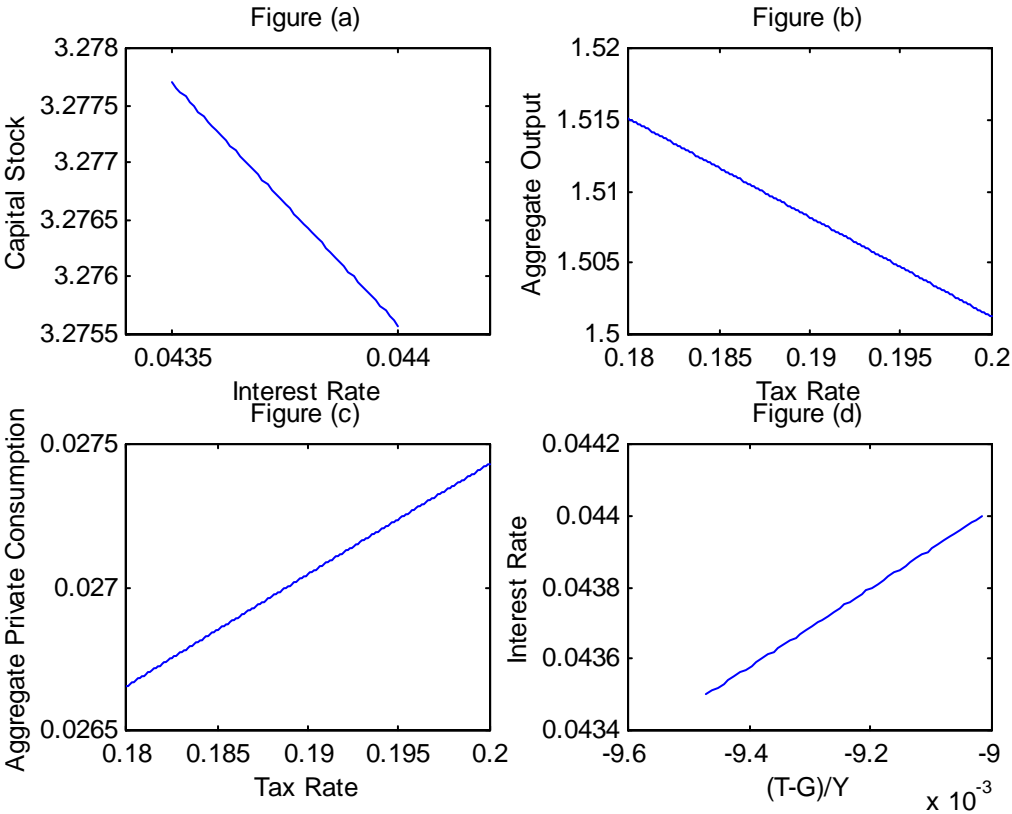 Figure (a)
3.278
3.2775
3.277
3.2765
3.276
3.2755
Capital Stock
0.0435
0.044
Interest Rate
Figure (b)
1.52
1.515
1.51
1.505
1.5
Aggregate Output
0.18
0.185
0.19
0.195
0.2
Tax Rate
Figure (c)
0.0275
0.027
0.0265
Aggregate Private Consumption
0.18
0.185
0.19
0.195
0.2
Tax Rate
Figure (d)
0.0442
0.044
0.0438
0.0436
0.0434
Interest Rate
-9.6
-9.4
-9.2
-9
(T-G)/Y
x 10-3